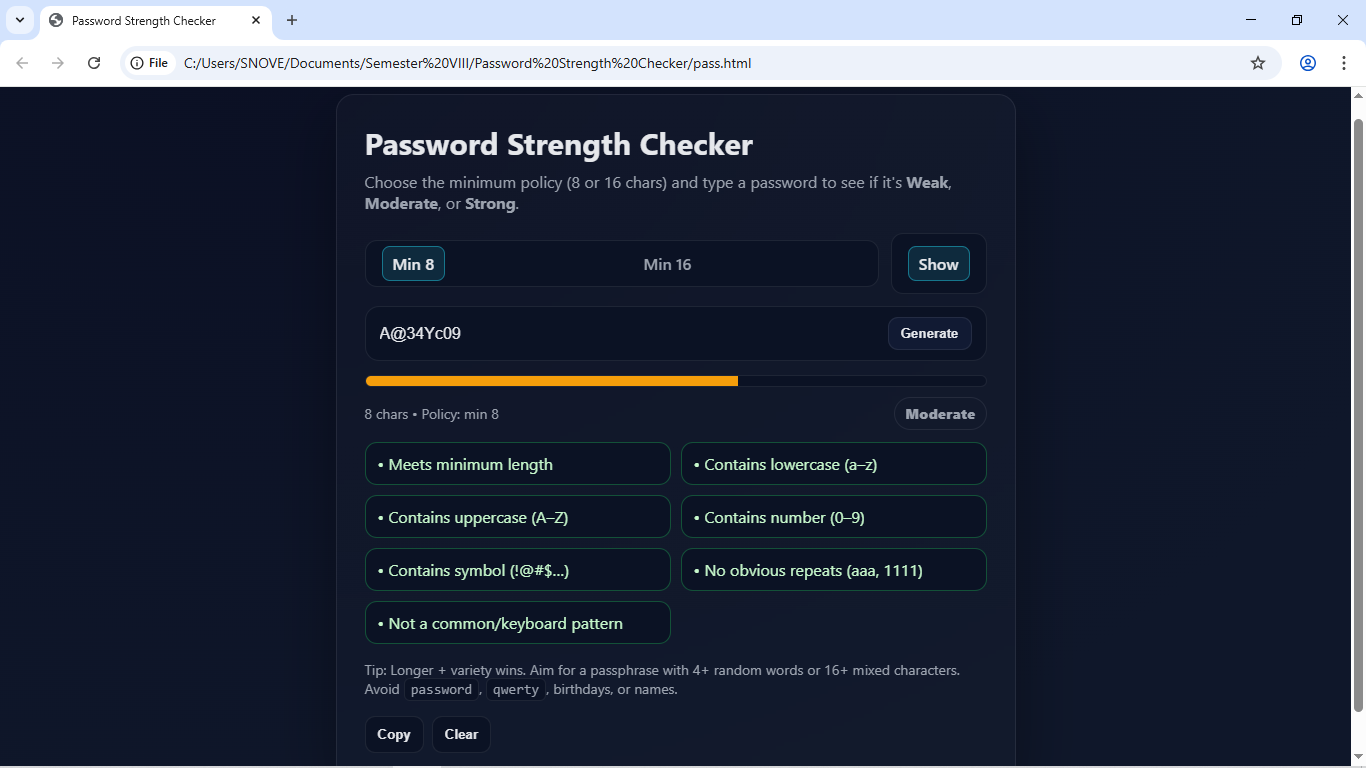 Password Strength Checker
File
C:/Users/SNOVE/Documents/Semester%20VIII/Password%20Strength%20Checker/pass.html
Password Strength Checker
Choose the minimum policy (8 or 16 chars) and type a password to see if it's Weak,
Moderate, or Strong.
Min 8 Min 16 Show
A@34Yc09 Generate
8 chars • Policy: min 8 Moderate
• Meets minimum length • Contains lowercase (a–z)
• Contains uppercase (A–Z) • Contains number (0–9)
• Contains symbol (!@#$…) • No obvious repeats (aaa, 1111)
• Not a common/keyboard pattern
Tip: Longer + variety wins. Aim for a passphrase with 4+ random words or 16+ mixed characters.
Avoid password, qwerty, birthdays, or names.
Copy Clear